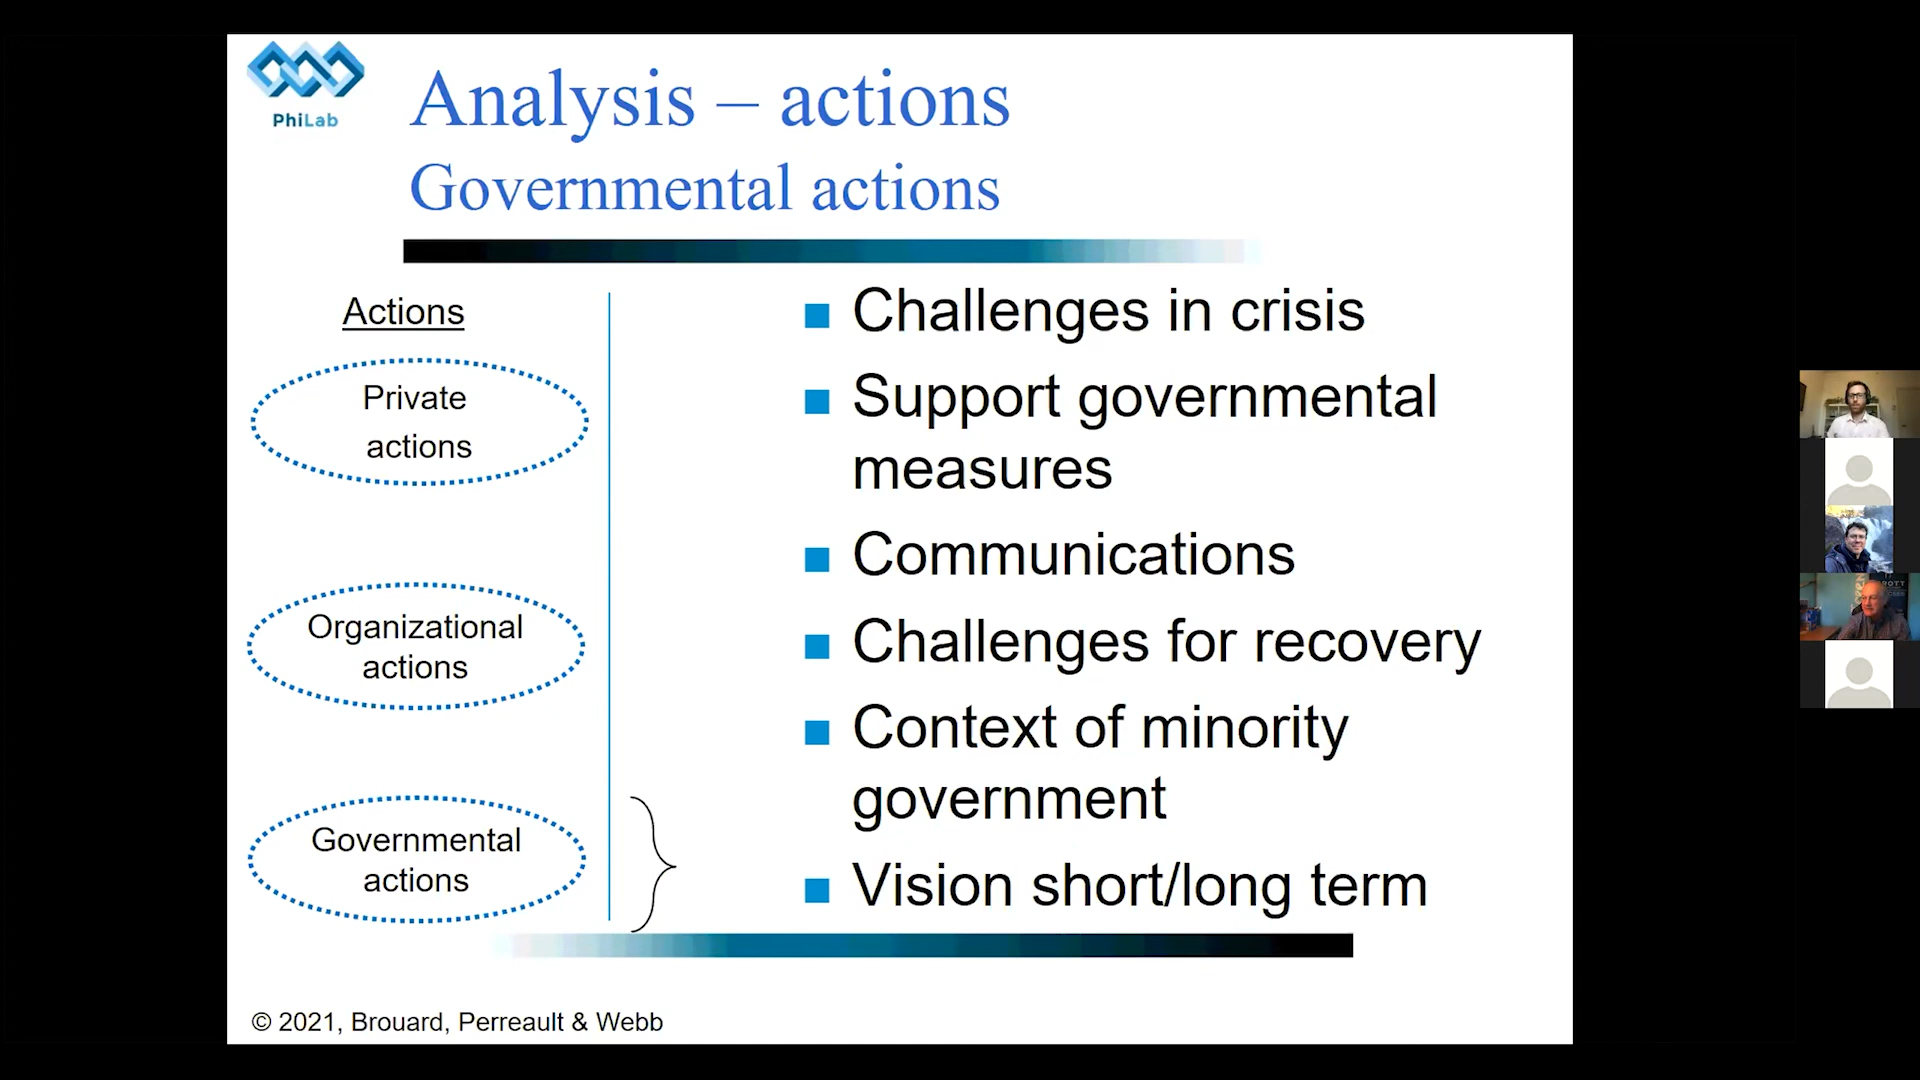 PhiLab
Analysis – actions
Governmental actions
Actions
Private
actions
Organizational
actions
Governmental
actions
Challenges in crisis
Support governmental
measures
Communications
Challenges for recovery
Context of minority
government
Vision short/long term
© 2021, Brouard, Perreault & Webb